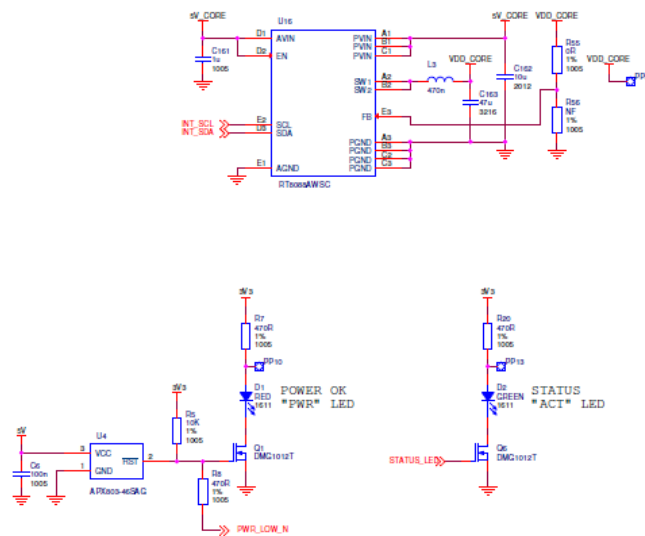 5V_CORE
U16
5V_CORE
VDD_CORE
D1 AVIN
PVIN A1
D2 EN
PVIN B1
PVIN C1
C161
1u
1005
R55
0R
1%
1005
VDD_CORE
VDD_CORE
L3
470n
SW1 A2
SW2 B2
C162
10u
2012
PP
C163
47u
3216
R56
NF
1%
1005
FB E3
INT_SCL
E2 SCL
INT_SDA
D3 SDA
PGND A3
PGND B3
PGND C2
PGND C3
E1 AGND
RT8088AWSC
3V3
3V3
R7
470R
1%
1005
R20
470R
1%
1005
PP10
PP13
D1
RED
1611
POWER OK
"PWR" LED
D2
GREEN
1611
STATUS
"ACT" LED
3V3
R5
10K
1%
1005
5V
U4
3 VCC
1 GND
RST 2
C6
100n
1005
APX803-46SAG
Q1
DMG1012T
STATUS_LED
Q5
DMG1012T
R8
470R
1%
1005
PWR_LOW_N